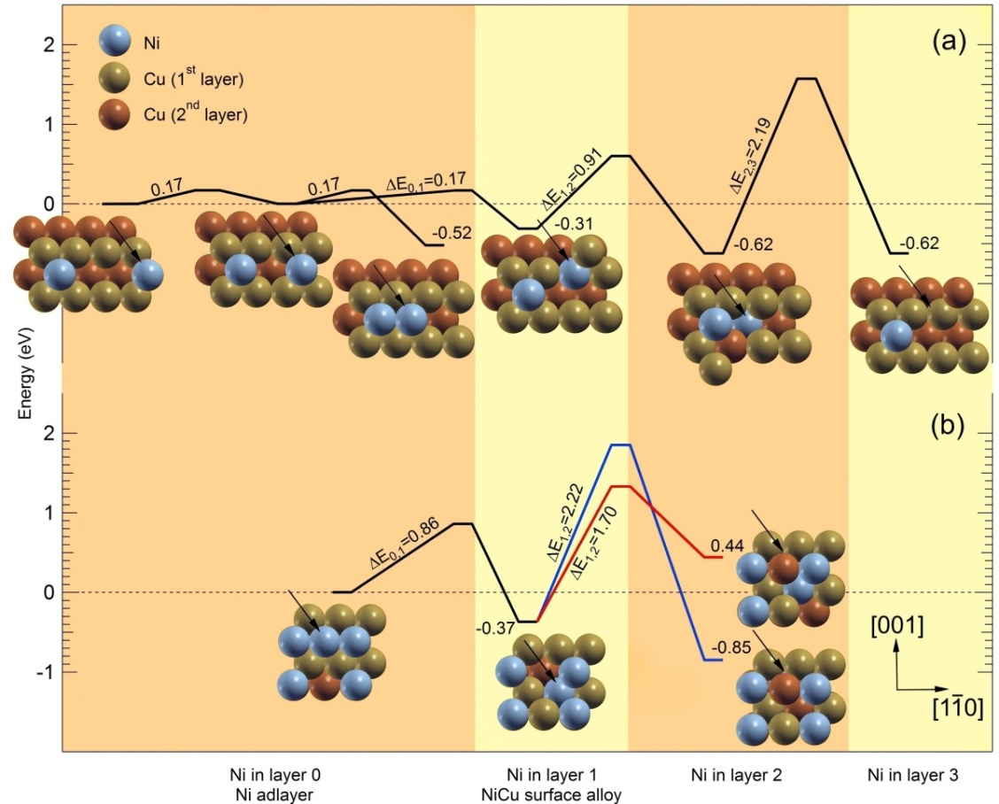 (a)
2
1
0
Ni
Cu (1st layer)
Cu (2nd layer)
0.17
0.17
ΔE0,1=0.17
-0.52
ΔE1,2=0.91
-0.31
ΔE2,3=2.19
-0.62
-0.62
Energy (eV)
(b)
2
1
0
-1
ΔE0,1=0.86
-0.37
ΔE1,2=2.22
ΔE1,2=1.70
0.44
-0.85
[001]
[11̄0]
Ni in layer 0
Ni adlayer
Ni in layer 1
NiCu surface alloy
Ni in layer 2
Ni in layer 3